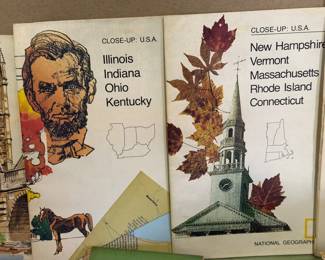 CLOSE-UP: U.S.A.
Illinois
Indiana
Ohio
Kentucky
CLOSE-UP: U.S.A.
New Hampshire
Vermont
Massachusetts
Rhode Island
Connecticut
NATIONAL GEOGRAPH